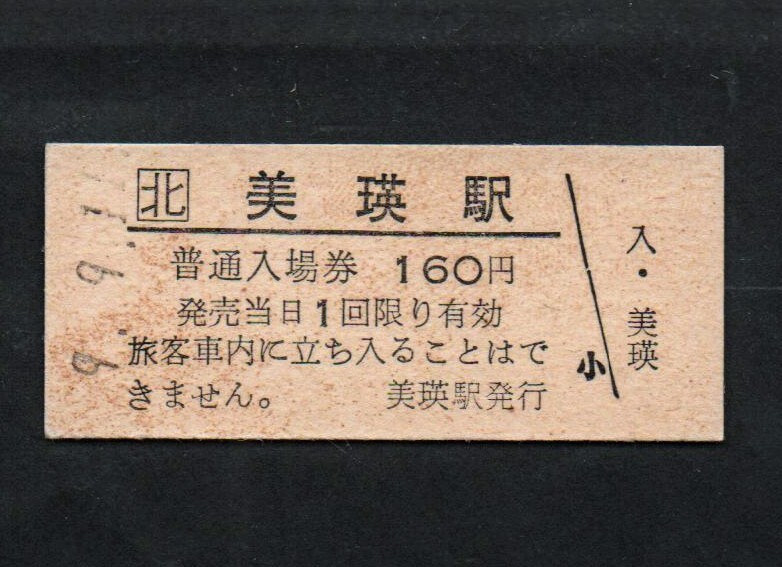 北 美瑛駅
普通入場券 160円
発売当日1回限り有効
旅客車内に立ち入ることはで
きません。 美瑛駅発行
小
入・美瑛
9. 9.